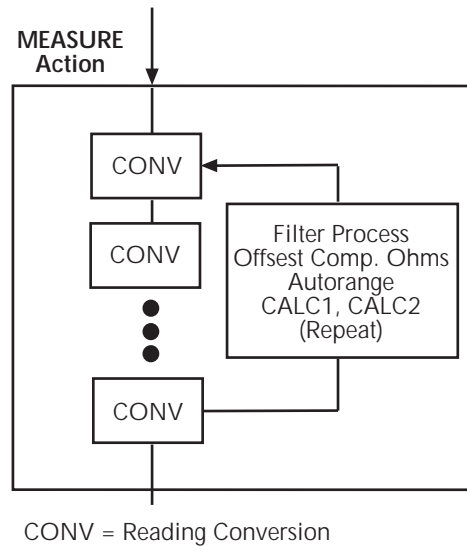 MEASURE
Action
CONV
CONV
CONV
Filter Process
Offsest Comp. Ohms
Autorange
CALC1, CALC2
(Repeat)
CONV = Reading Conversion